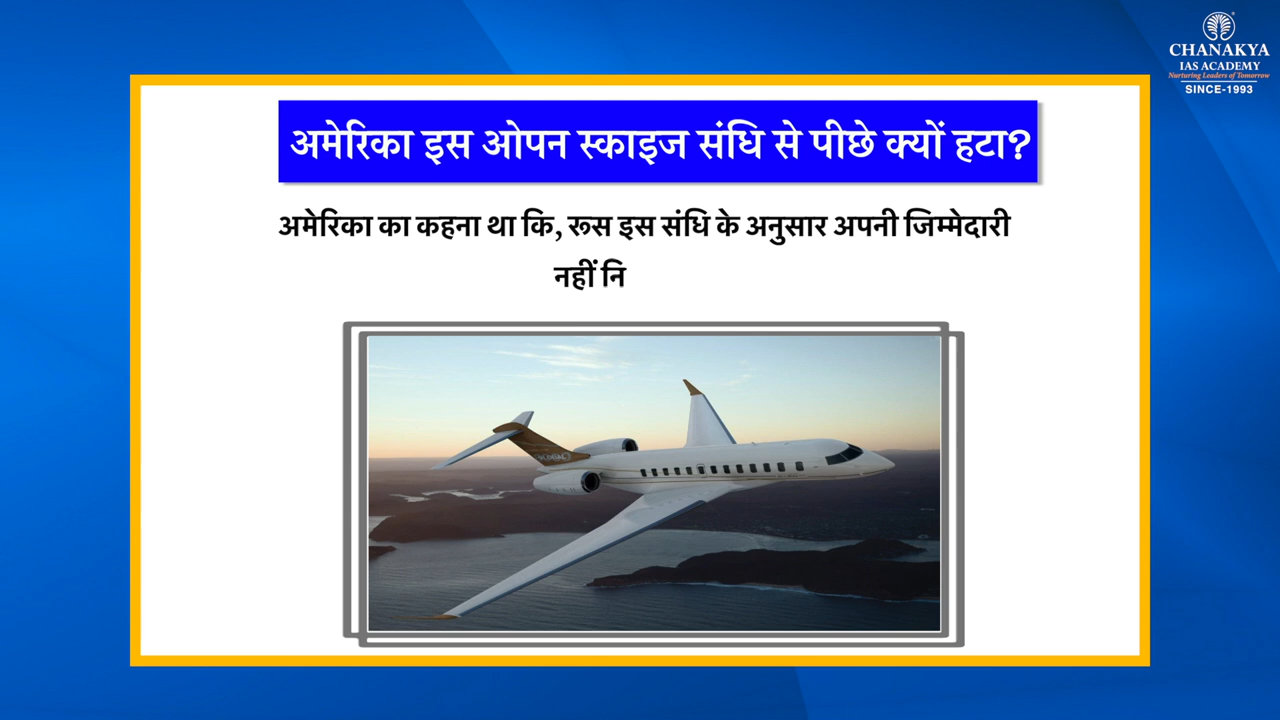 CHANAKYA
IAS ACADEMY
Nurturing Leaders of Tomorrow
SINCE-1993
अमेरिका इस ओपन स्काइज संधि से पीछे क्यों हटा?
अमेरिका का कहना था कि, रूस इस संधि के अनुसार अपनी जिम्मेदारी
नहीं नि